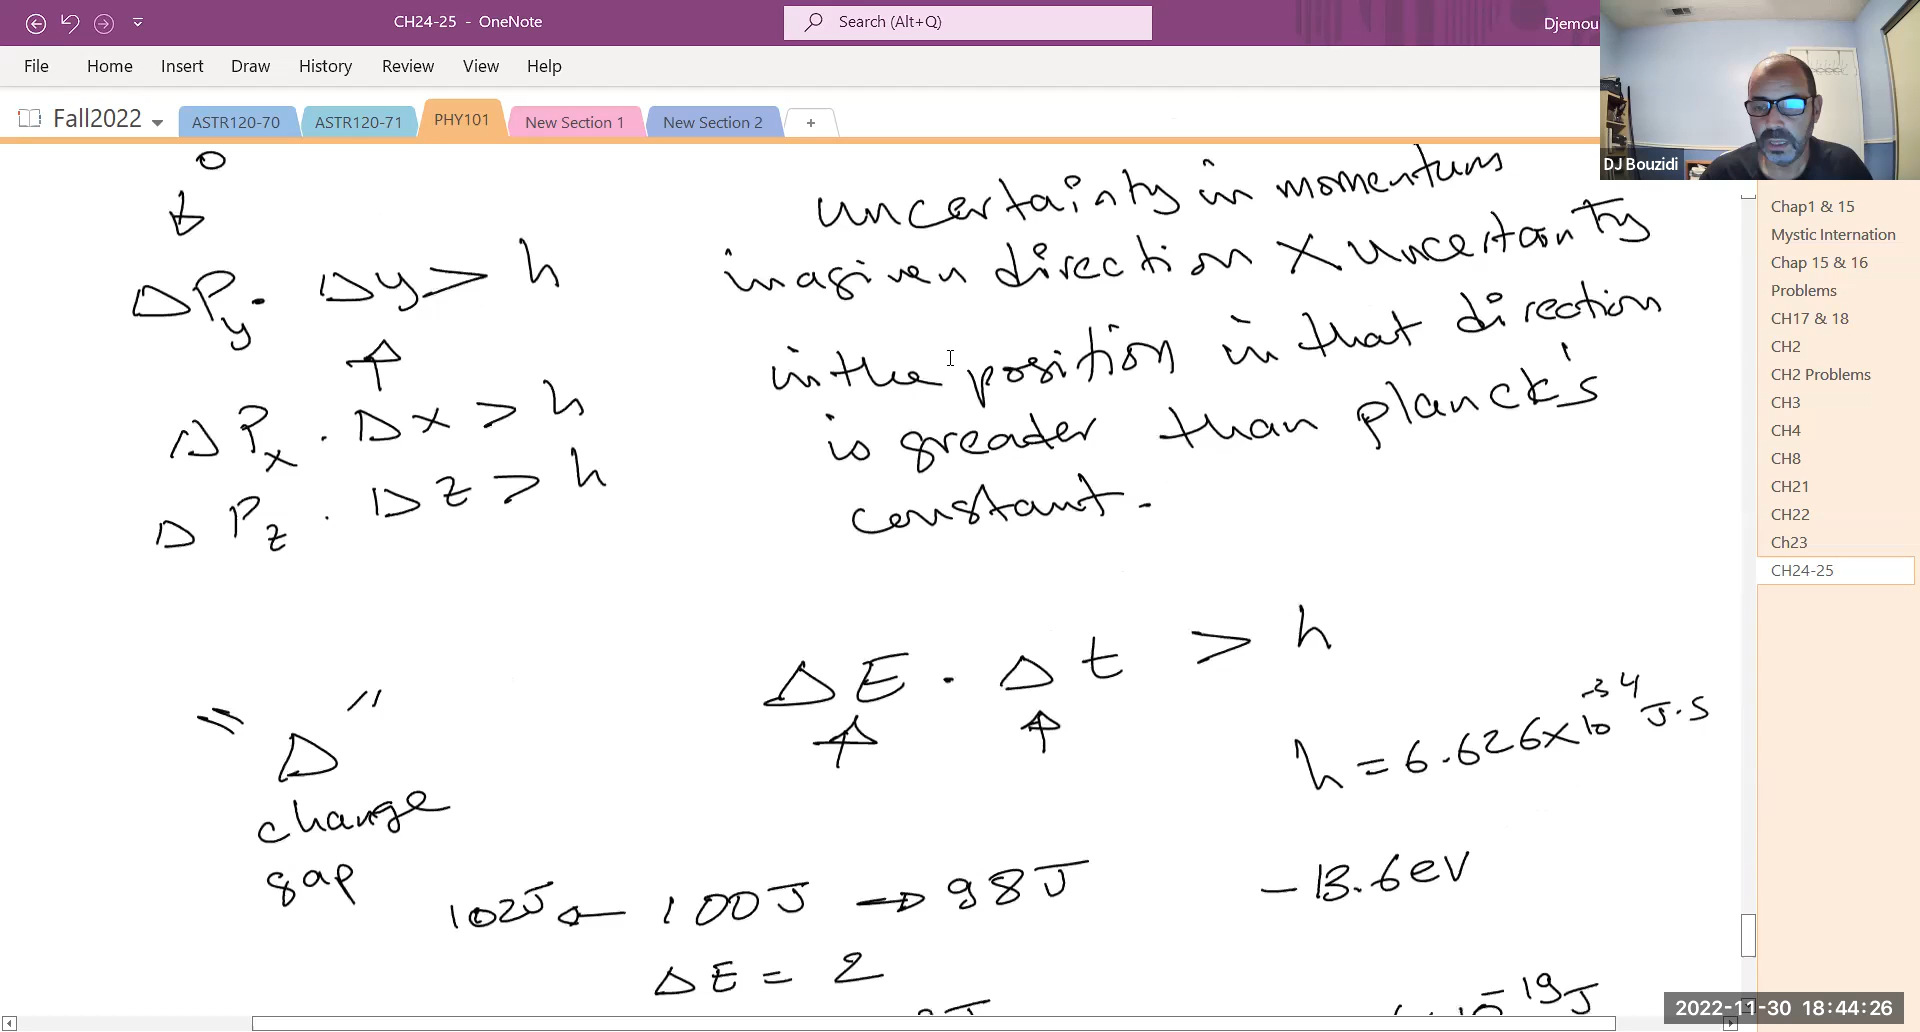 CH24-25 - OneNote
Search (Alt+Q)
Djemou
File Home Insert Draw History Review View Help
Fall2022
ASTR120-70 ASTR120-71 PHY101 New Section 1 New Section 2 +
DJ Bouzidi
Chap1 & 15
Mystic Internation
Chap 15 & 16
Problems
CH17 & 18
CH2
CH2 Problems
CH3
CH4
CH8
CH21
CH22
Ch23
CH24-25
ΔPy · Δy > h
ΔPx · Δx > h
ΔPz · Δz > h
uncertainty in momentum
in a given direction X uncertainty
in the position in that direction
is greater than planck's
constant.
ΔE · Δt > h
h = 6.626x10^-34 J·S
"Δ"
change
gap
102J ← 100J → 98J
-13.6eV
ΔE = 2
2022-11-30 18:44:26